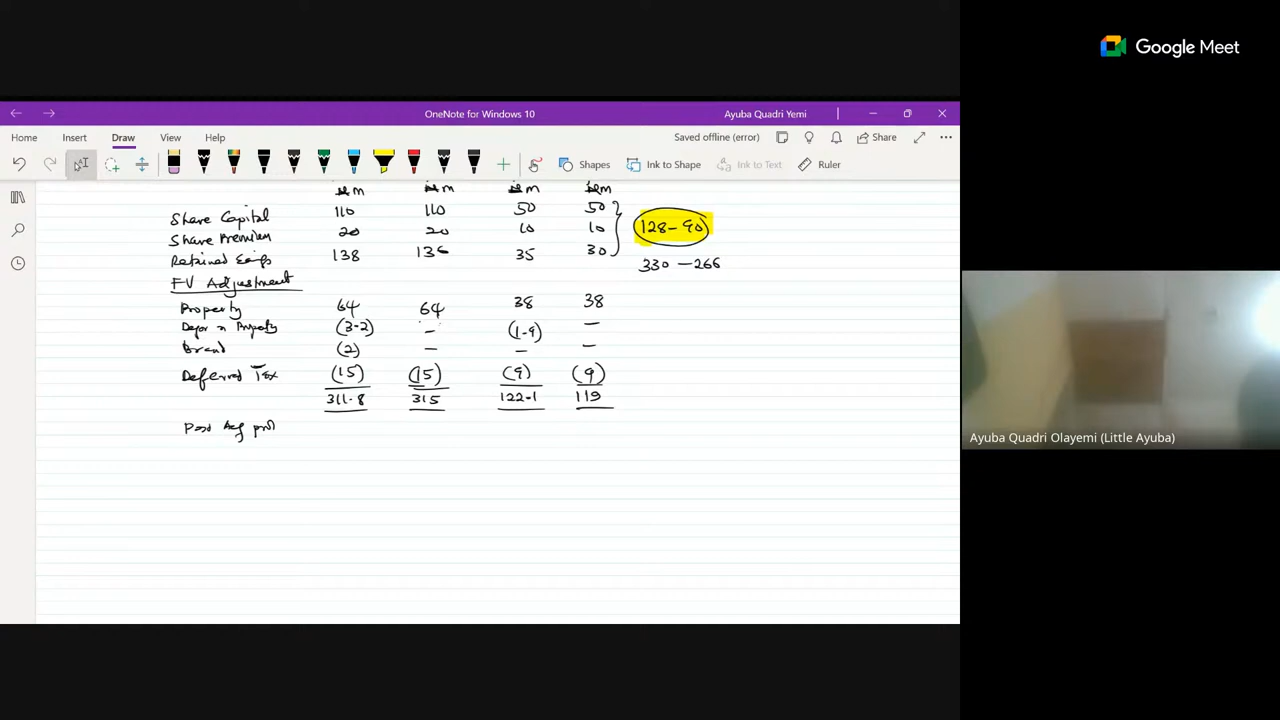 Google Meet
OneNote for Windows 10
Ayuba Quadri Yemi
Home Insert Draw View Help
Saved offline (error)
Share
Shapes
Ink to Shape
Ink to Text
Ruler
₦m ₦m ₦m ₦m
Share Capital 110 110 50 50
Share Premium 20 20 10 10
128-90
Retained Earnings 138 136 35 30
330 - 266
FV Adjustment
Property 64 64 38 38
Depr n Property (3-2) - (1-9) -
Brand (2) - - -
Deferred Tax (15) (15) (9) (9)
311-8 315 122-1 119
Post Acq
Ayuba Quadri Olayemi (Little Ayuba)